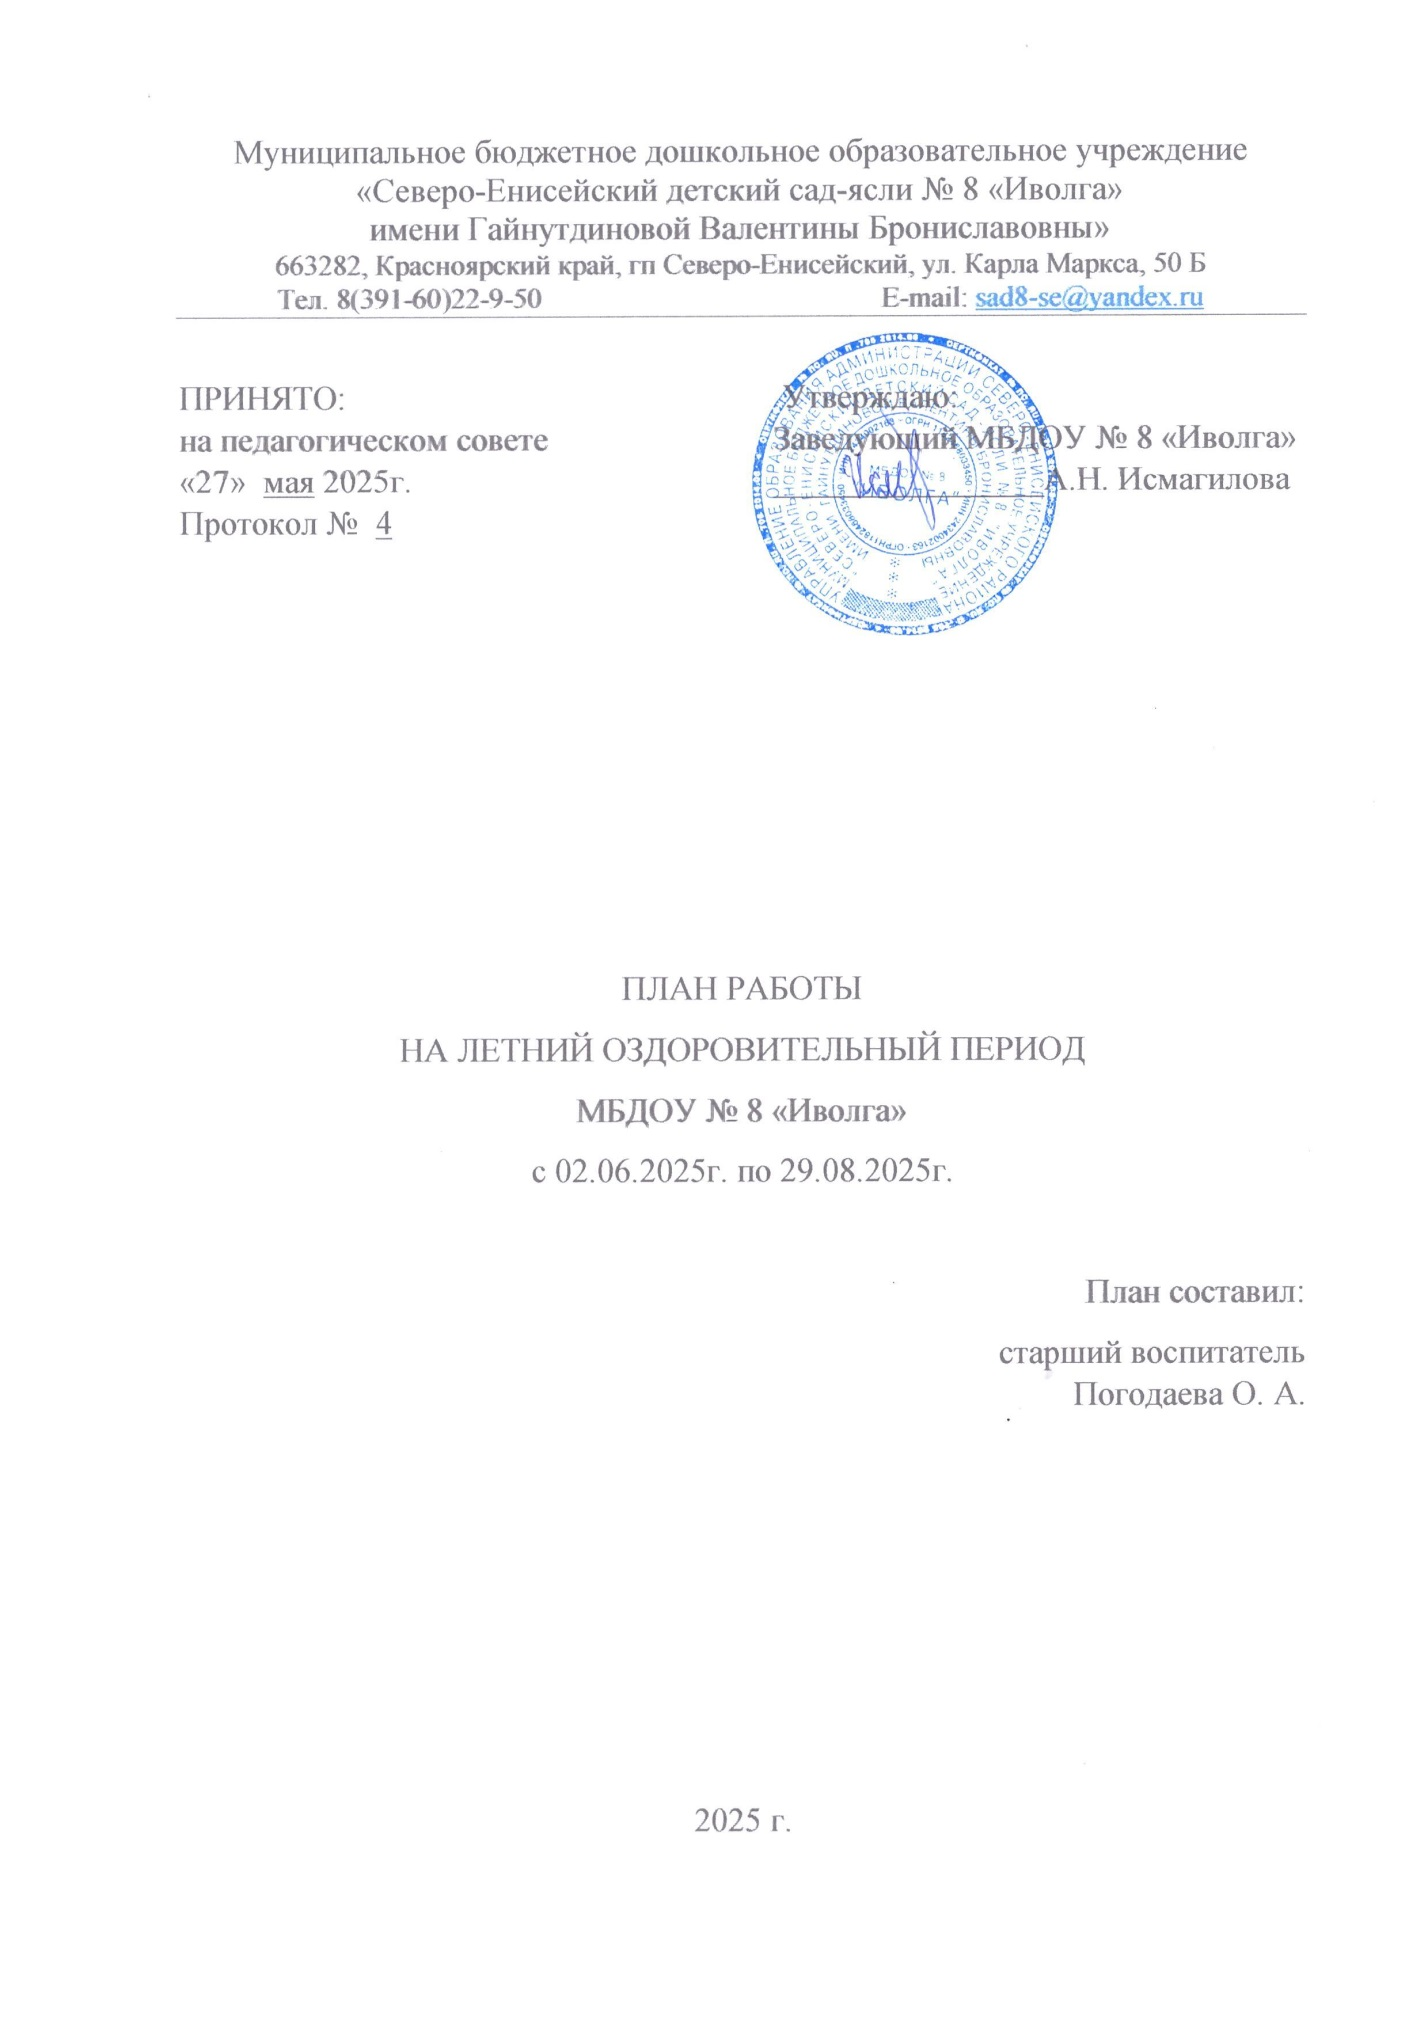 Муниципальное бюджетное дошкольное образовательное учреждение
«Северо-Енисейский детский сад-ясли № 8 «Иволга»
имени Гайнутдиновой Валентины Брониславовны»
663282, Красноярский край, гп Северо-Енисейский, ул. Карла Маркса, 50 Б
Тел. 8(391-60)22-9-50 E-mail: sad8-se@yandex.ru
ПРИНЯТО:
на педагогическом совете
«27» мая 2025г.
Протокол № 4
Утверждаю:
Заведующий МБДОУ № 8 «Иволга»
А.Н. Исмагилова
ПЛАН РАБОТЫ
НА ЛЕТНИЙ ОЗДОРОВИТЕЛЬНЫЙ ПЕРИОД
МБДОУ № 8 «Иволга»
с 02.06.2025г. по 29.08.2025г.
План составил:
старший воспитатель
Погодаева О. А.
2025 г.